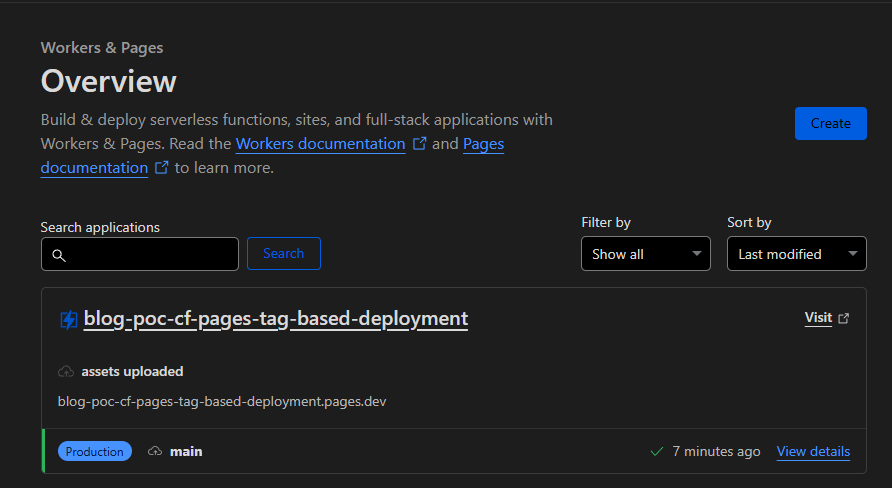 Workers & Pages
Overview
Build & deploy serverless functions, sites, and full-stack applications with
Workers & Pages. Read the Workers documentation and Pages
documentation to learn more.
Create
Search applications
Search
Filter by
Show all
Sort by
Last modified
blog-poc-cf-pages-tag-based-deployment
Visit
assets uploaded
blog-poc-cf-pages-tag-based-deployment.pages.dev
Production
main
7 minutes ago
View details